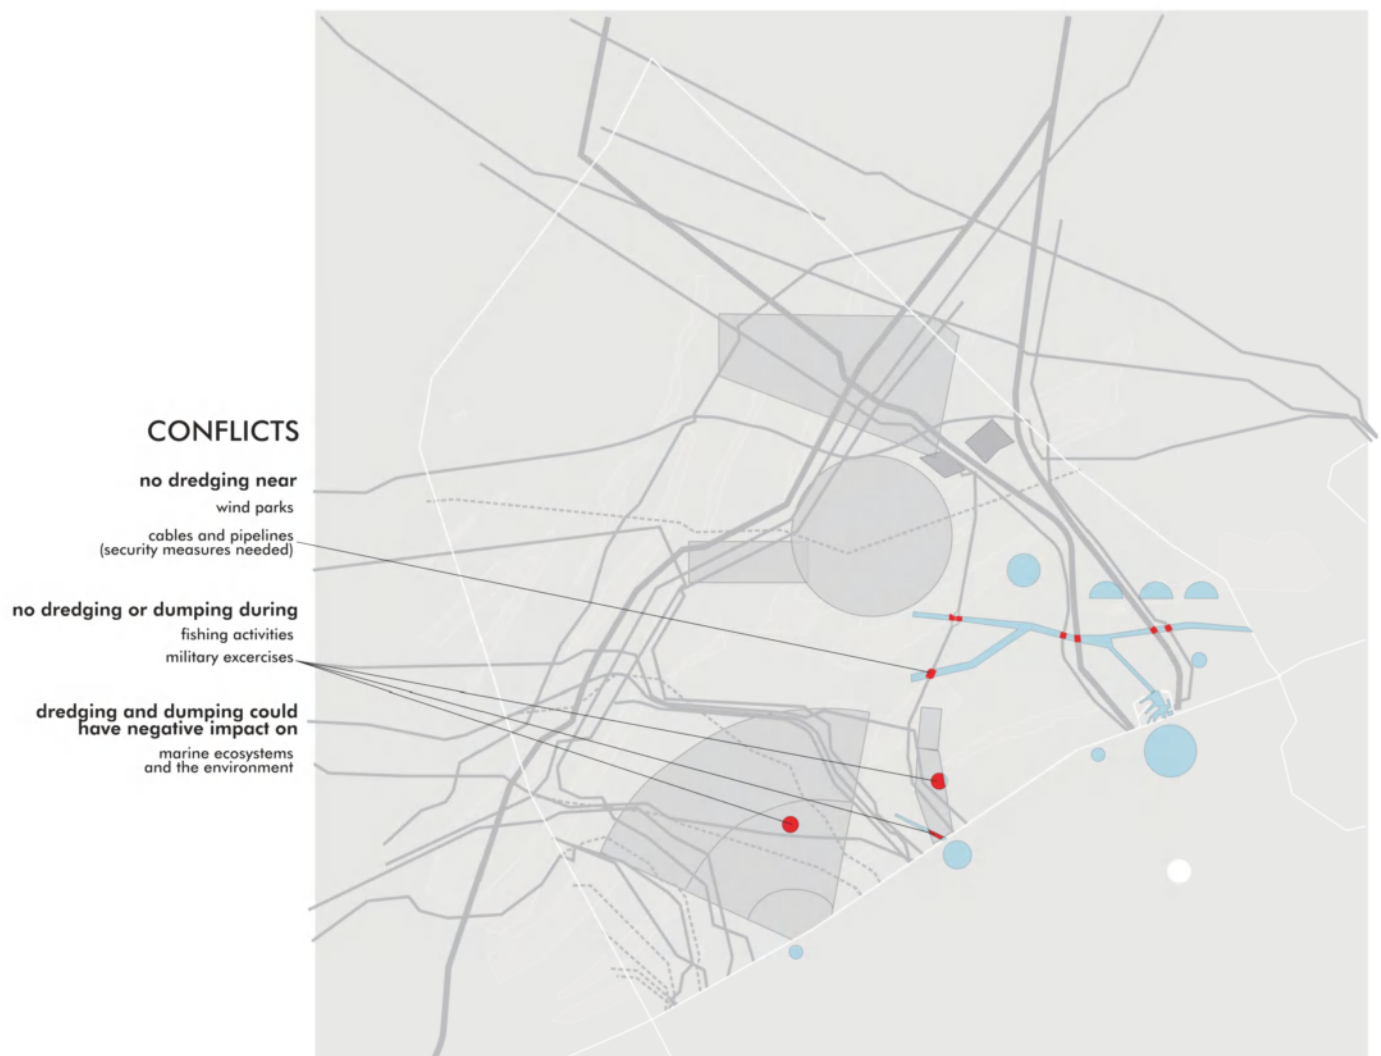 CONFLICTS
no dredging near
wind parks
cables and pipelines
(security measures needed)
no dredging or dumping during
fishing activities
military excercises
dredging and dumping could
have negative impact on
marine ecosystems
and the environment